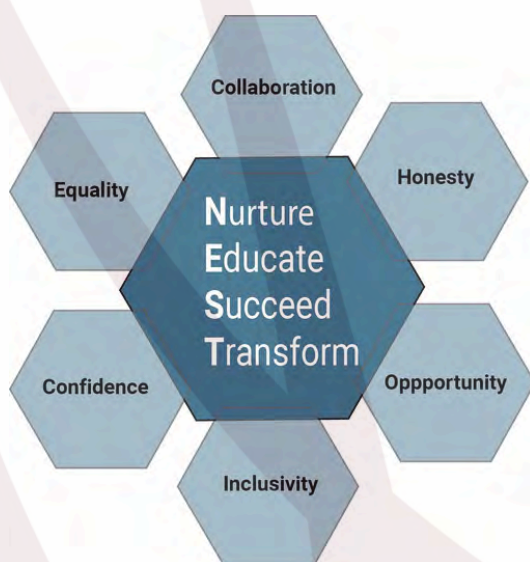 Collaboration
Honesty
Equality
Nurture
Educate
Succeed
Transform
Confidence
Oppportunity
Inclusivity